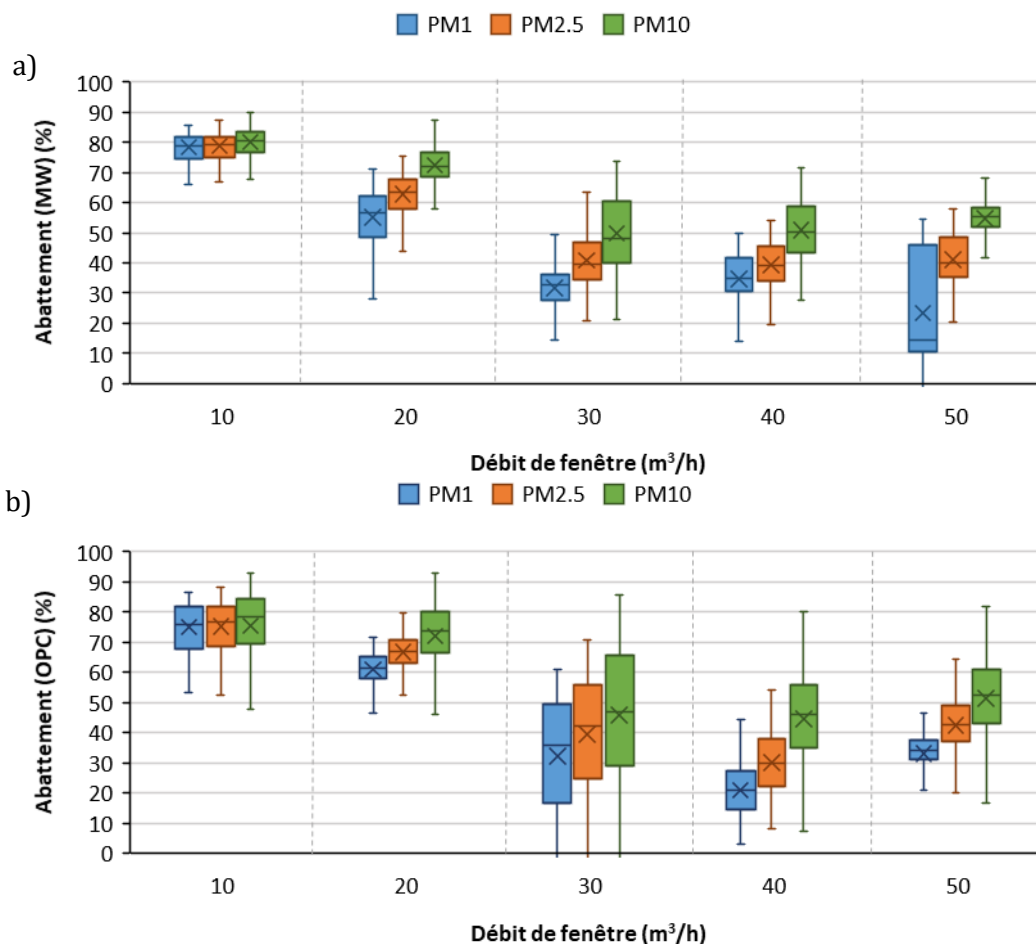 PM1 PM2.5 PM10
a)
Abattement (MW) (%)
100
90
80
70
60
50
40
30
20
10
0
10 20 30 40 50
Débit de fenêtre (m³/h)
PM1 PM2.5 PM10
b)
Abattement (OPC) (%)
100
90
80
70
60
50
40
30
20
10
0
10 20 30 40 50
Débit de fenêtre (m³/h)